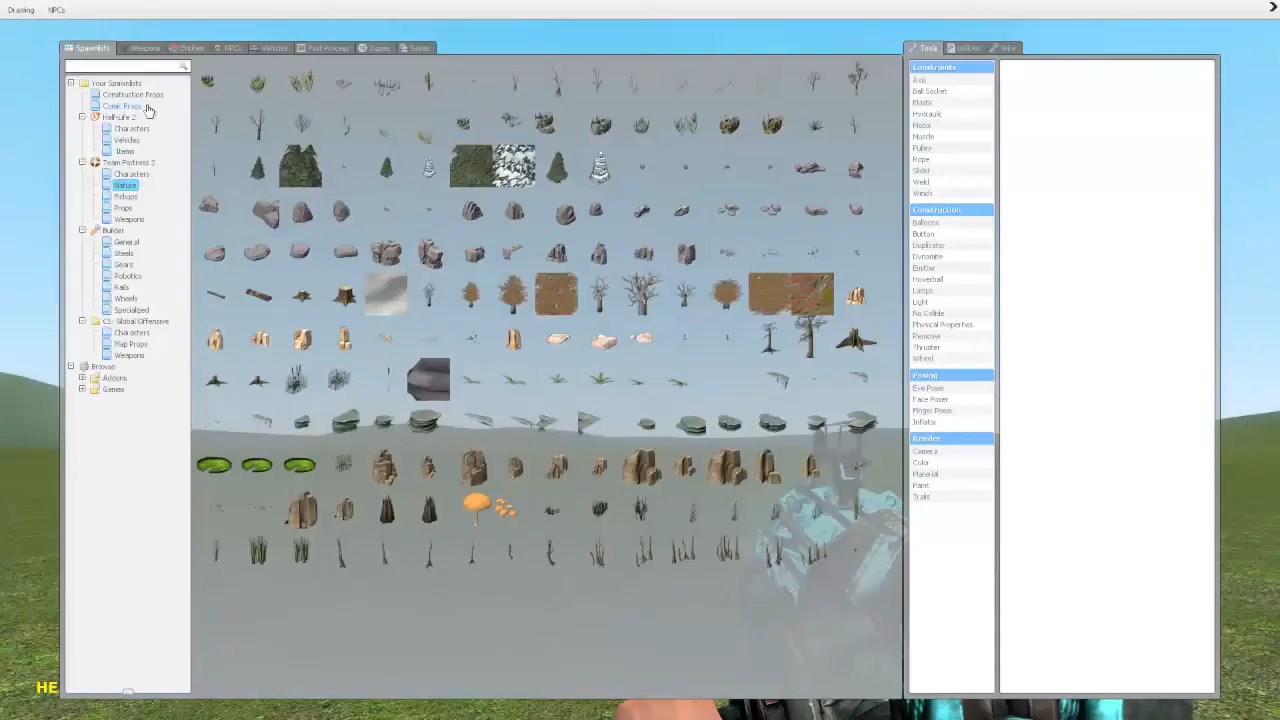 Drawing NPCs
Spawnlists Weapons Entities NPCs Vehicles Post Process Dupes Saves
Tools Utilities Wire
Your Spawnlists
Construction Props
Comic Props
Half-Life 2
Characters
Vehicles
Items
Team Fortress 2
Characters
Nature
Pickups
Props
Weapons
Builder
General
Steels
Gears
Robotics
Rails
Wheels
Specialized
CS: Global Offensive
Characters
Map Props
Weapons
Browse
Addons
Games
Constraints
Axis
Ball Socket
Elastic
Hydraulic
Motor
Muscle
Pulley
Rope
Slider
Weld
Winch
Construction
Balloons
Button
Duplicator
Dynamite
Emitter
Hoverball
Lamps
Light
No Collide
Physical Properties
Remover
Thruster
Wheel
Posing
Eye Poser
Face Poser
Finger Poser
Inflator
Render
Camera
Color
Material
Paint
Trails
HE